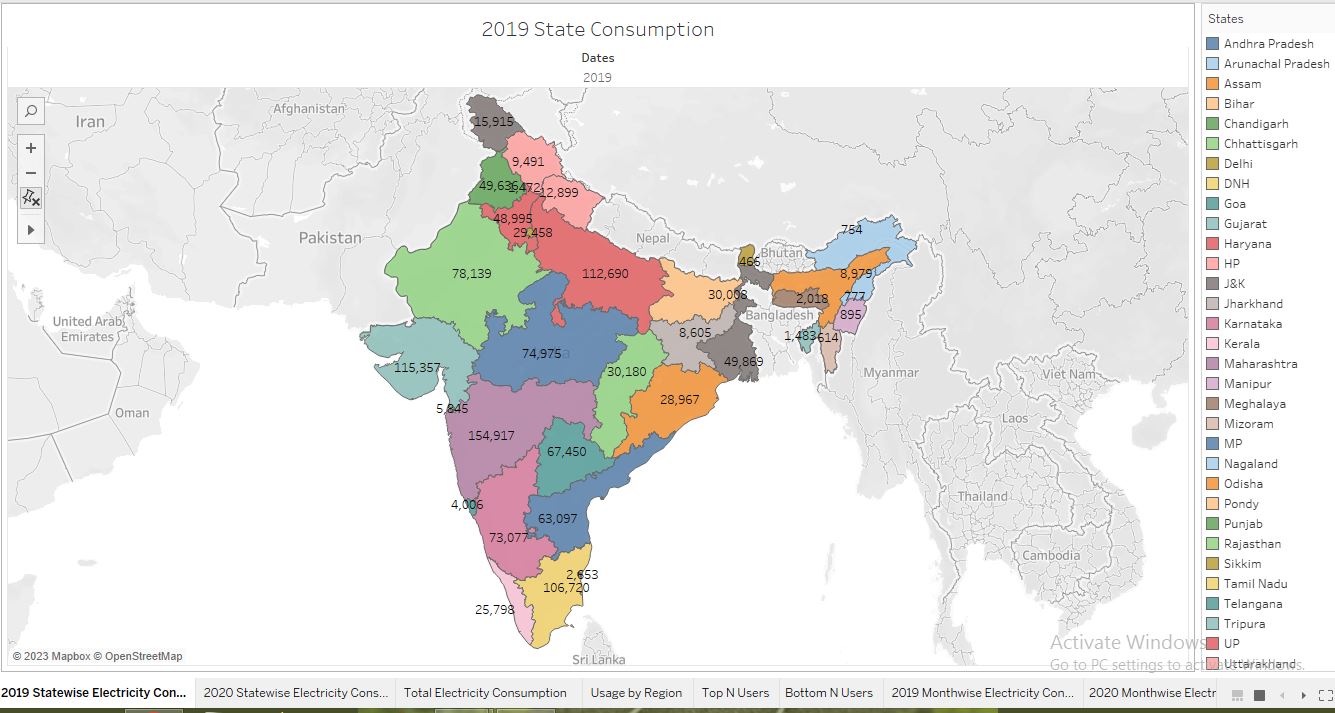 2019 State Consumption
Dates
2019
Iran
Afghanistan
Pakistan
United Arab
Emirates
Oman
Nepal
Bhutan
Bangladesh
Myanmar
Viet Nam
Laos
Thailand
Cambodia
Sri Lanka
15,915
9,491
49,636
12,899
48,995
29,458
78,139
112,690
754
466
8,979
777
30,008
2,018
895
8,605
1,483
614
115,357
74,975
49,869
30,180
28,967
5,845
154,917
67,450
4,006
63,097
73,077
2,653
106,720
25,798
© 2023 Mapbox © OpenStreetMap
States
Andhra Pradesh
Arunachal Pradesh
Assam
Bihar
Chandigarh
Chhattisgarh
Delhi
DNH
Goa
Gujarat
Haryana
HP
J&K
Jharkhand
Karnataka
Kerala
Maharashtra
Manipur
Meghalaya
Mizoram
MP
Nagaland
Odisha
Pondy
Punjab
Rajasthan
Sikkim
Tamil Nadu
Telangana
Tripura
UP
Uttarakhand
Activate Windows
Go to PC settings to activate Windows.
2019 Statewise Electricity Con...
2020 Statewise Electricity Cons...
Total Electricity Consumption
Usage by Region
Top N Users
Bottom N Users
2019 Monthwise Electricity Con...
2020 Monthwise Electr